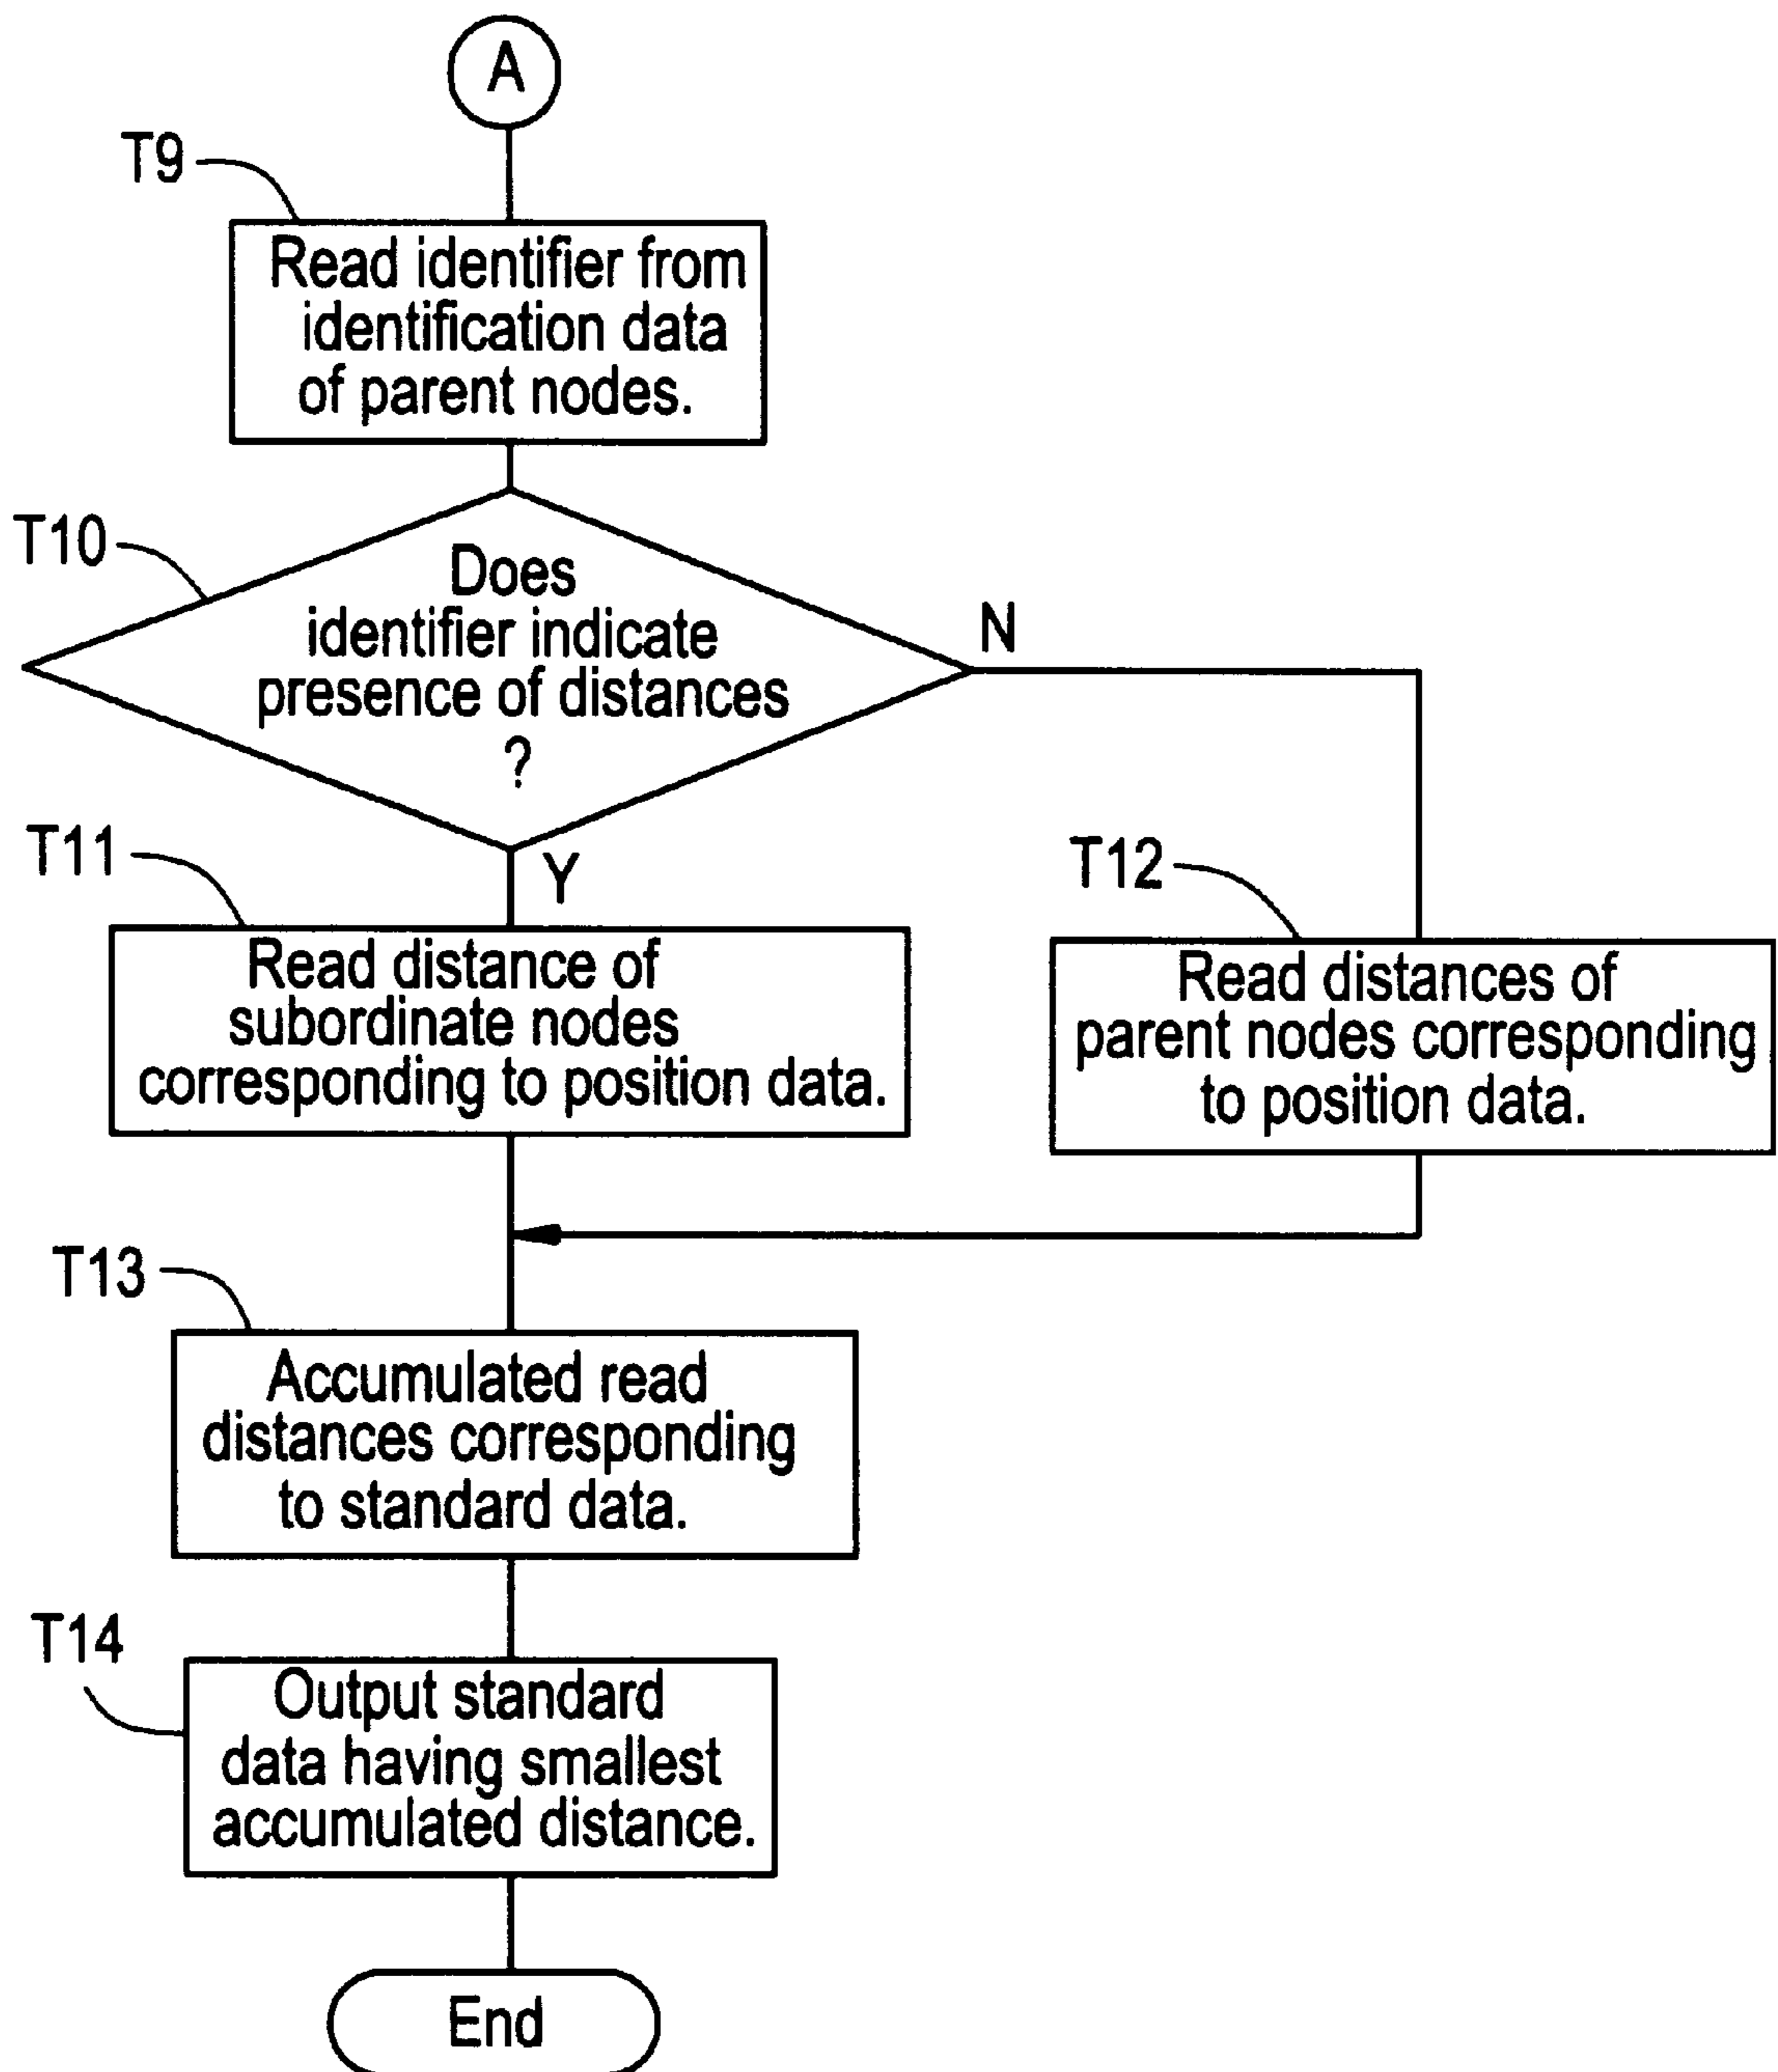 A
T9
Read identifier from
identification data
of parent nodes.
T10
Does
identifier indicate
presence of distances
?
N
T11
Y
T12
Read distance of
subordinate nodes
corresponding to position data.
Read distances of
parent nodes corresponding
to position data.
T13
Accumulated read
distances corresponding
to standard data.
T14
Output standard
data having smallest
accumulated distance.
End